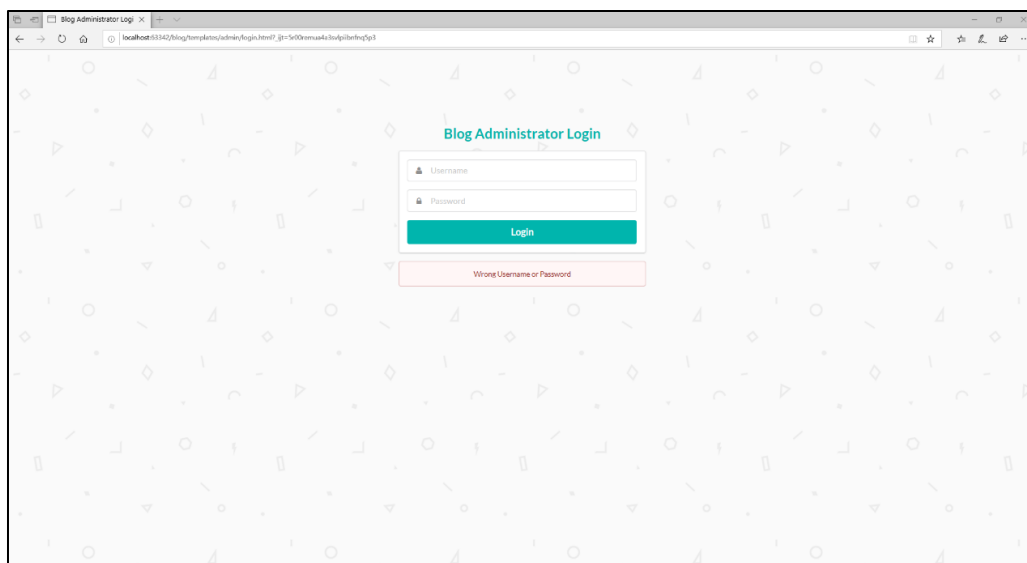 Blog Administrator Logi
localhost:63342/blog/templates/admin/login.html?
Blog Administrator Login
Username
Password
Login
Wrong Username or Password